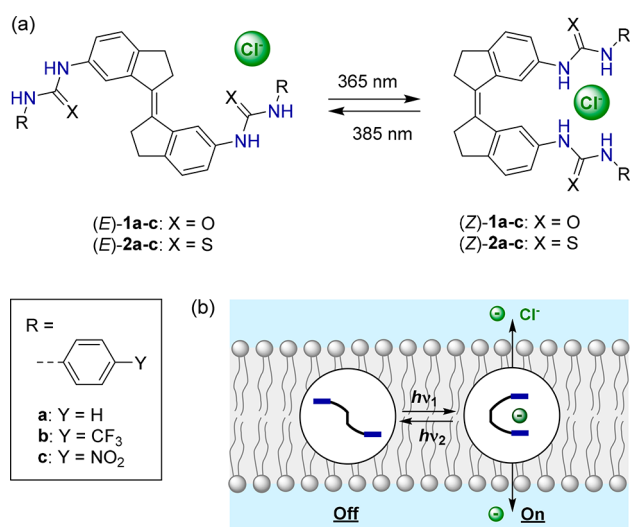 (a)
Cl-
X
R
N
H
N
H
HN
R
X
O
R
HN
X
NH
R
X
NH
365 nm
385 nm
N
H
N
H
Cl-
H
N
H
N
X
R
(E)-1a-c: X = O
(E)-2a-c: X = S
(Z)-1a-c: X = O
(Z)-2a-c: X = S
R =
Y
a: Y = H
b: Y = CF₃
c: Y = NO₂
(b)
- Cl-
hν₁
hν₂
-
Off
On
-